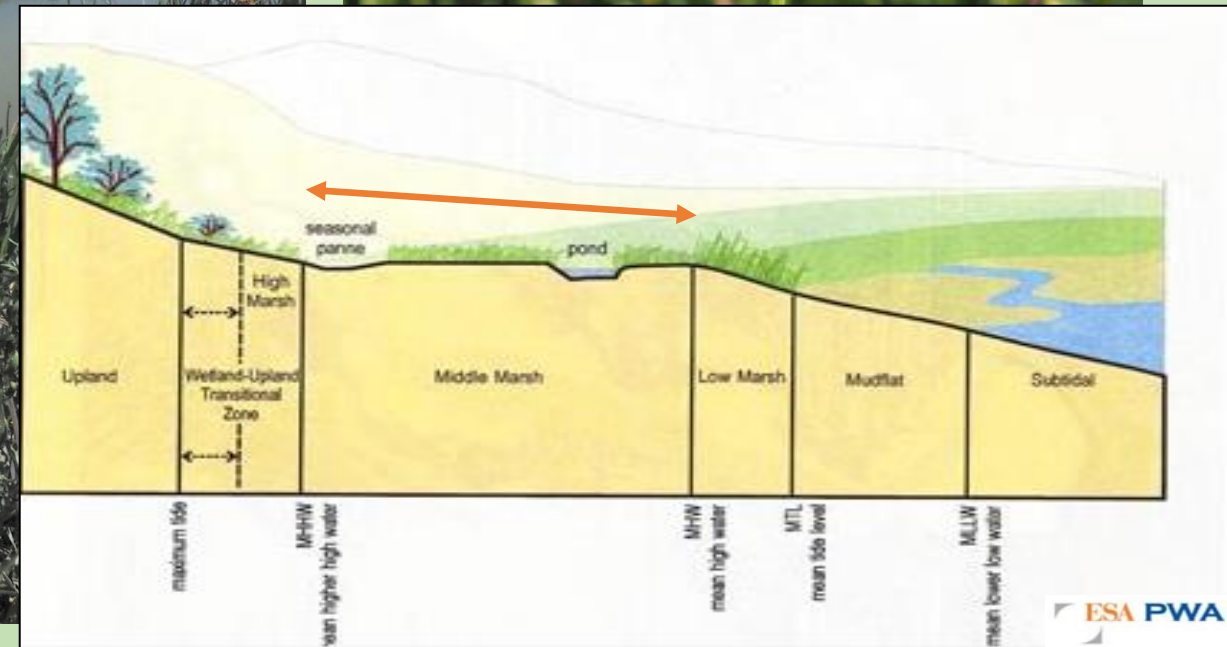 seasonal
panne
pond
High
Marsh
Upland
Wetland-Upland
Transitional
Zone
Middle Marsh
Low Marsh
Mudflat
Subtidal
maximum tide
MHHW
ean higher high water
MHW
mean high water
MTL
mean tide level
MLLW
mean lower low water
ESA PWA